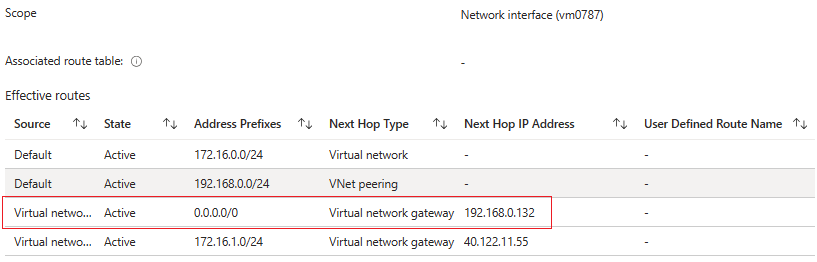 Scope Network interface (vm0787)
Associated route table: -
Effective routes
Source State Address Prefixes Next Hop Type Next Hop IP Address User Defined Route Name
Default Active 172.16.0.0/24 Virtual network - -
Default Active 192.168.0.0/24 VNet peering - -
Virtual netwo... Active 0.0.0.0/0 Virtual network gateway 192.168.0.132 -
Virtual netwo... Active 172.16.1.0/24 Virtual network gateway 40.122.11.55 -